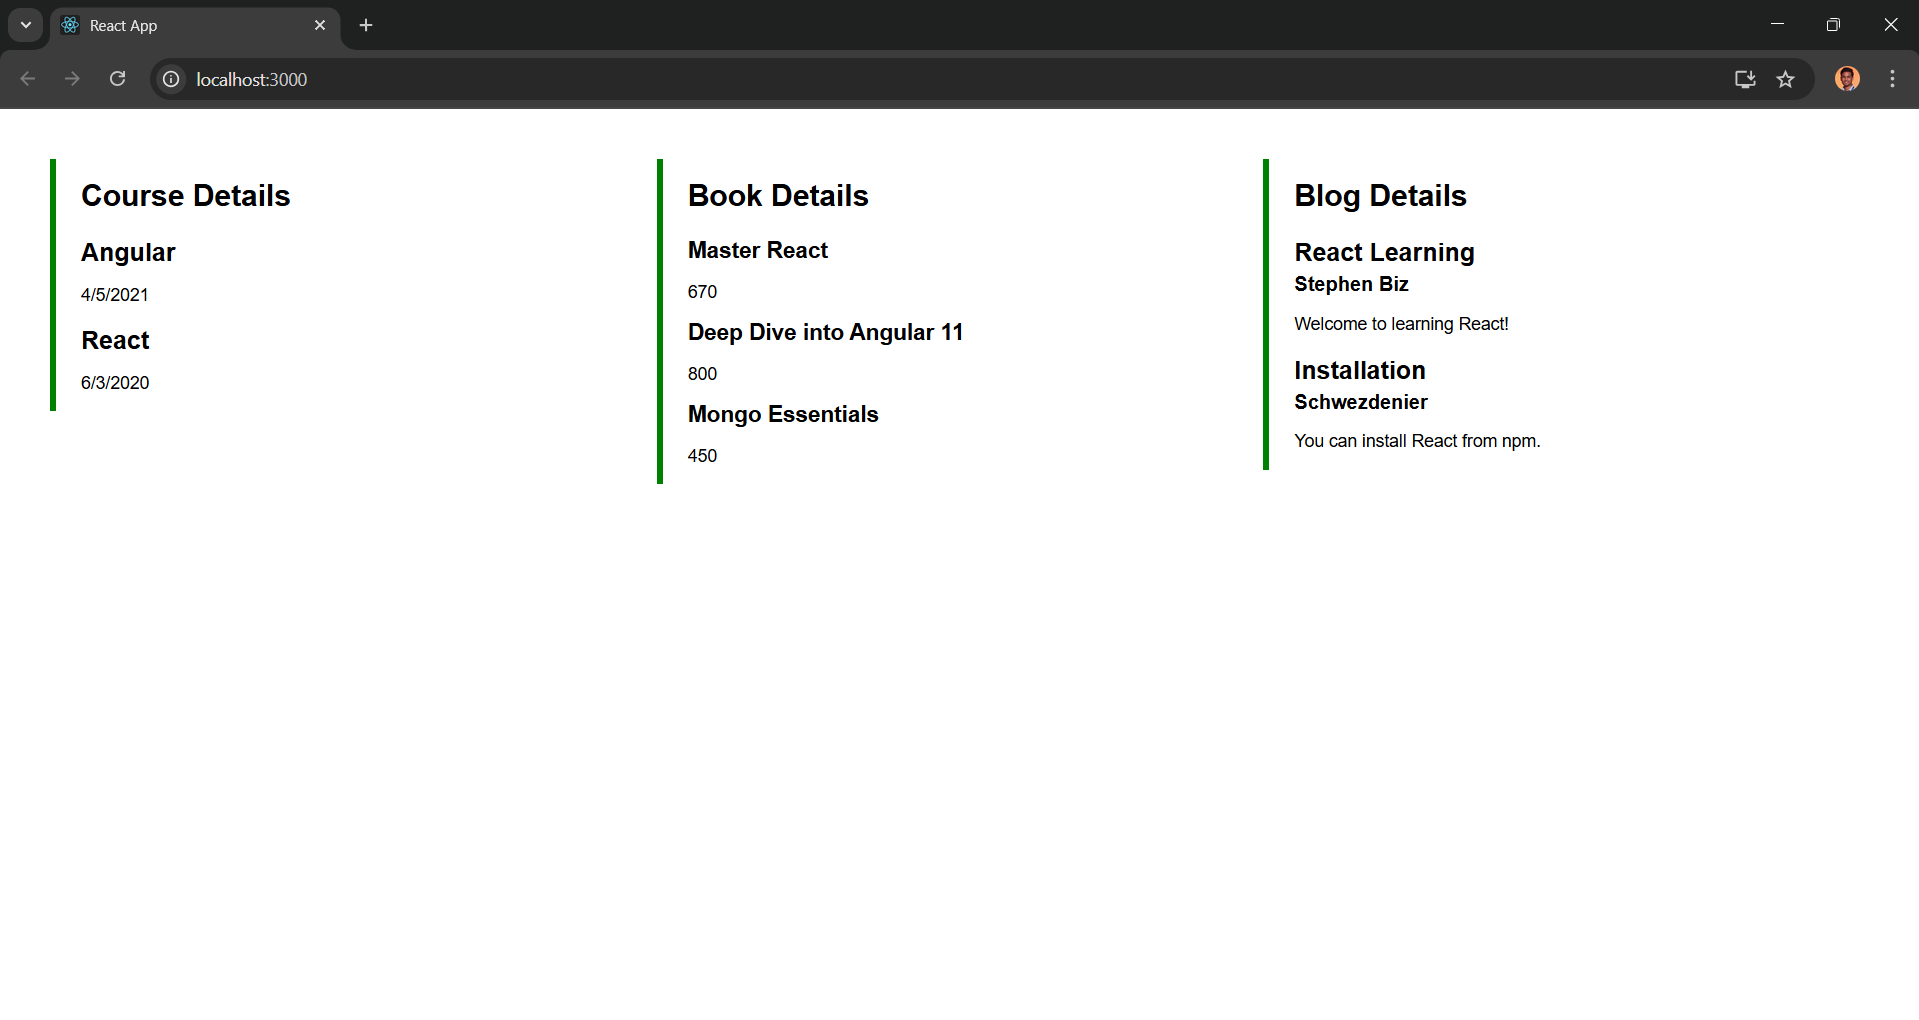 React App
localhost:3000
Course Details
Angular
4/5/2021
React
6/3/2020
Book Details
Master React
670
Deep Dive into Angular 11
800
Mongo Essentials
450
Blog Details
React Learning
Stephen Biz
Welcome to learning React!
Installation
Schwezdenier
You can install React from npm.